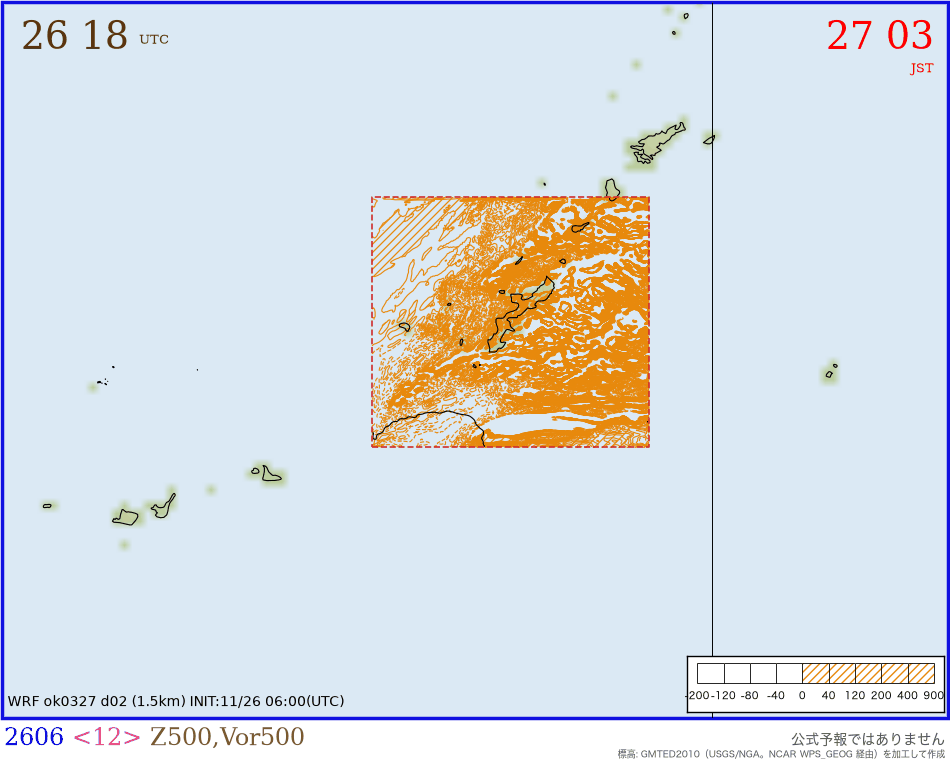 26 18 UTC
27 03
JST
-200 -120 -80 -40 0 40 120 200 400 900
WRF ok0327 d02 (1.5km) INIT:11/26 06:00(UTC)
2606 <12> Z500,Vor500
公式予報ではありません
標高: GMTED2010（USGS/NGA。NCAR WPS_GEOG 経由）を加工して作成